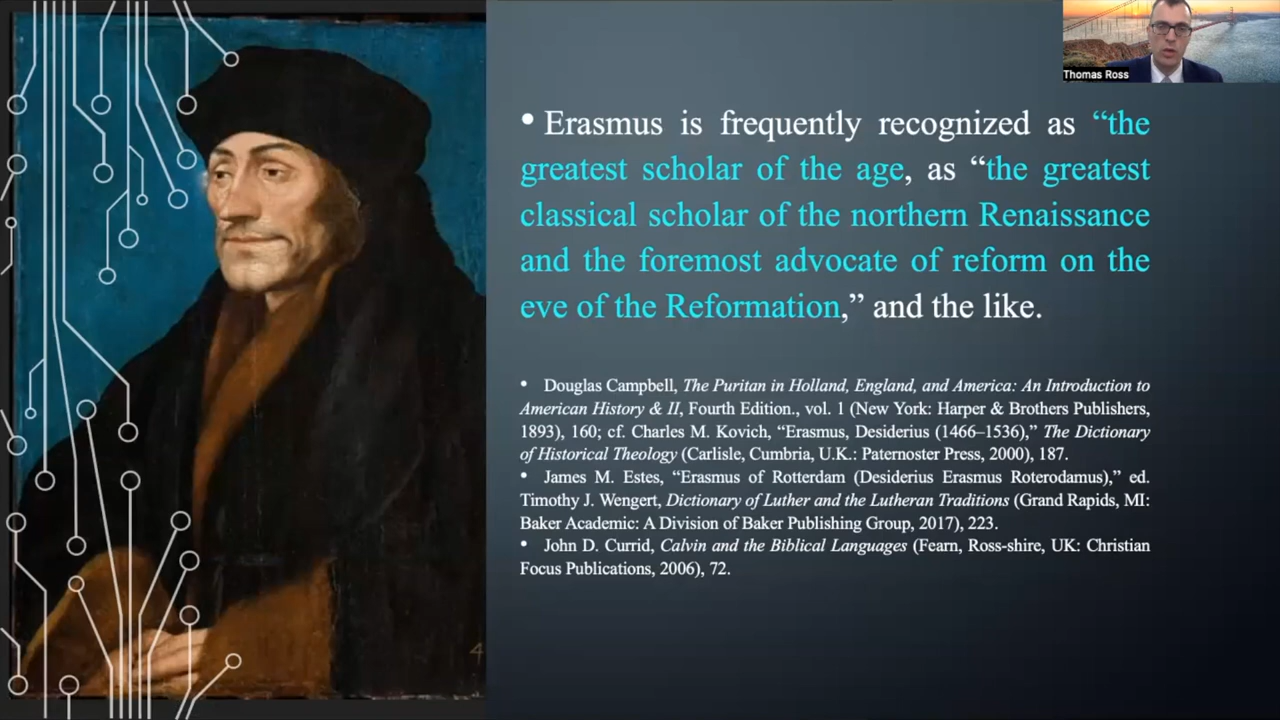 Thomas Ross
• Erasmus is frequently recognized as “the
greatest scholar of the age, as “the greatest
classical scholar of the northern Renaissance
and the foremost advocate of reform on the
eve of the Reformation,” and the like.
• Douglas Campbell, The Puritan in Holland, England, and America: An Introduction to
American History & II, Fourth Edition., vol. 1 (New York: Harper & Brothers Publishers,
1893), 160; cf. Charles M. Kovich, “Erasmus, Desiderius (1466–1536),” The Dictionary
of Historical Theology (Carlisle, Cumbria, U.K.: Paternoster Press, 2000), 187.
• James M. Estes, “Erasmus of Rotterdam (Desiderius Erasmus Roterodamus),” ed.
Timothy J. Wengert, Dictionary of Luther and the Lutheran Traditions (Grand Rapids, MI:
Baker Academic: A Division of Baker Publishing Group, 2017), 223.
• John D. Currid, Calvin and the Biblical Languages (Fearn, Ross-shire, UK: Christian
Focus Publications, 2006), 72.